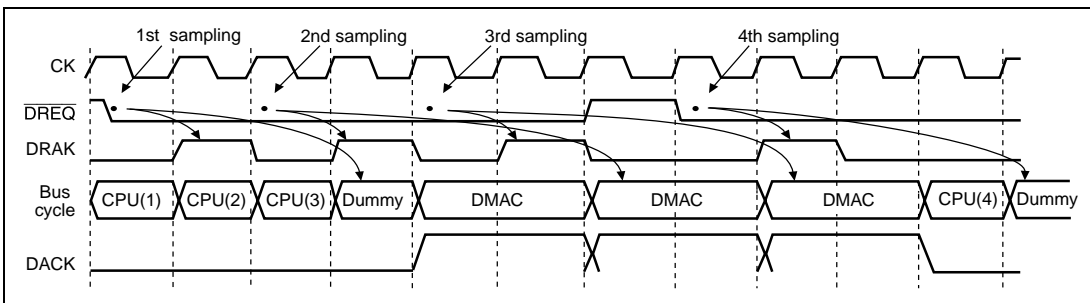 1st sampling 2nd sampling 3rd sampling 4th sampling
CK
DREQ
DRAK
Bus cycle CPU(1) CPU(2) CPU(3) Dummy DMAC DMAC DMAC CPU(4) Dummy
DACK